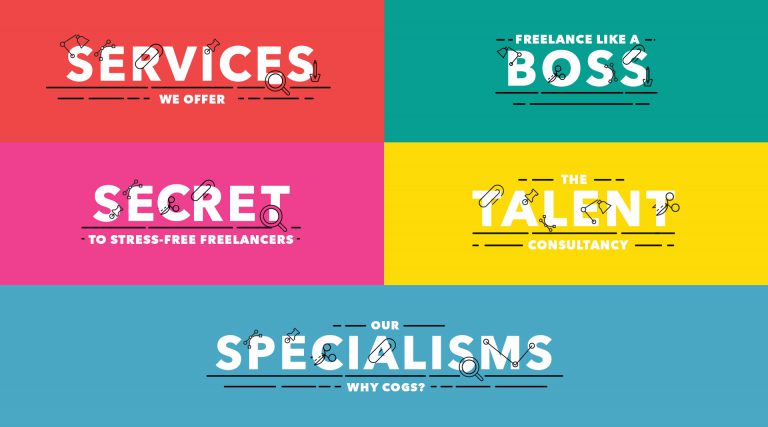 SERVICES
WE OFFER
FREELANCE LIKE A
BOSS
SECRET
TO STRESS-FREE FREELANCERS
THE
TALENT
CONSULTANCY
OUR
SPECIALISMS
WHY COGS?